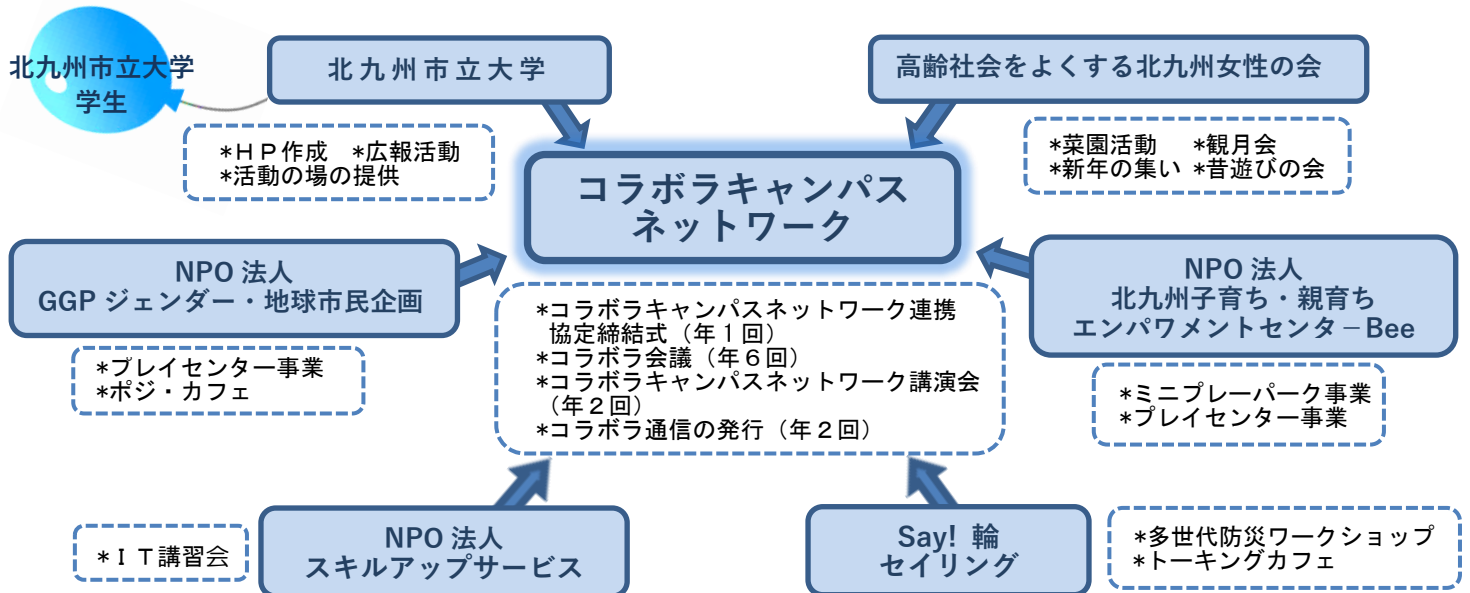 北九州市立大学
学生
北九州市立大学
高齢社会をよくする北九州女性の会
*ＨＰ作成　*広報活動
*活動の場の提供
*菜園活動　*観月会
*新年の集い *昔遊びの会
コラボラキャンパス
ネットワーク
NPO 法人
GGP ジェンダー・地球市民企画
NPO 法人
北九州子育ち・親育ち
エンパワメントセンタ－Bee
*コラボラキャンパスネットワーク連携
協定締結式（年１回）
*コラボラ会議（年６回）
*コラボラキャンパスネットワーク講演会
（年２回）
*コラボラ通信の発行（年２回）
*プレイセンター事業
*ポジ・カフェ
*ミニプレーパーク事業
*プレイセンター事業
*ＩＴ講習会
NPO 法人
スキルアップサービス
Say! 輪
セイリング
*多世代防災ワークショップ
*トーキングカフェ